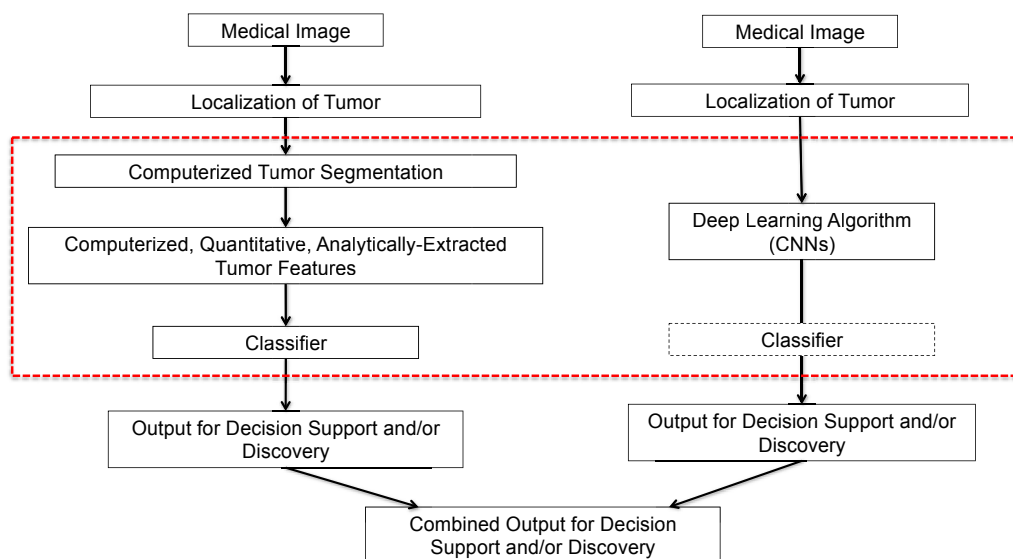 Medical Image
Localization of Tumor
Computerized Tumor Segmentation
Computerized, Quantitative, Analytically-Extracted
Tumor Features
Classifier
Output for Decision Support and/or
Discovery
Medical Image
Localization of Tumor
Deep Learning Algorithm
(CNNs)
Classifier
Output for Decision Support and/or
Discovery
Combined Output for Decision
Support and/or Discovery